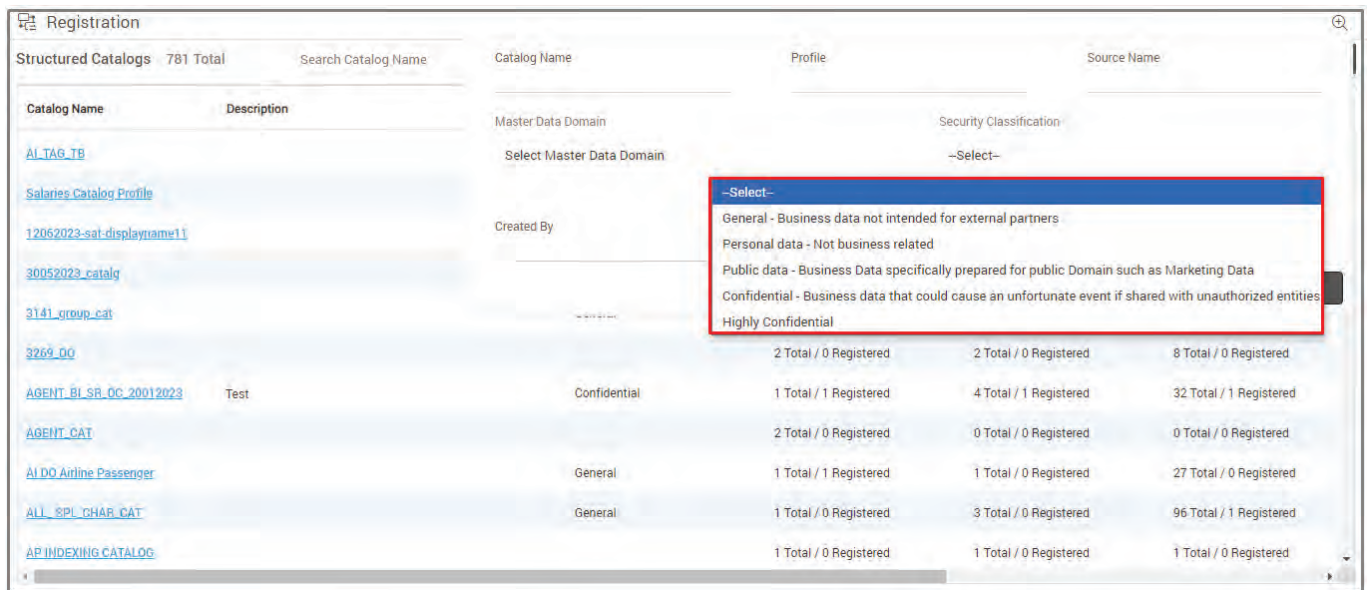 Registration
Structured Catalogs 781 Total Search Catalog Name Catalog Name Profile Source Name
Catalog Name Description
Master Data Domain Security Classification
AI_TAG_TB Select Master Data Domain --Select--
Salaries Catalog Profile --Select--
General - Business data not intended for external partners
12062023-sat-displayname11 Created By
Personal data - Not business related
30052023_catalg Public data - Business Data specifically prepared for public Domain such as Marketing Data
Confidential - Business data that could cause an unfortunate event if shared with unauthorized entities
3141_group_cat
Highly Confidential
3269_DO 2 Total / 0 Registered 2 Total / 0 Registered 8 Total / 0 Registered
AGENT_BI_SR_OC_20012023 Test Confidential 1 Total / 1 Registered 4 Total / 1 Registered 32 Total / 1 Registered
AGENT_CAT 2 Total / 0 Registered 0 Total / 0 Registered 0 Total / 0 Registered
AI DO Airline Passenger General 1 Total / 1 Registered 1 Total / 0 Registered 27 Total / 0 Registered
ALL_ SPL_CHAR_CAT General 1 Total / 0 Registered 3 Total / 0 Registered 96 Total / 1 Registered
AP INDEXING CATALOG 1 Total / 0 Registered 1 Total / 0 Registered 1 Total / 0 Registered